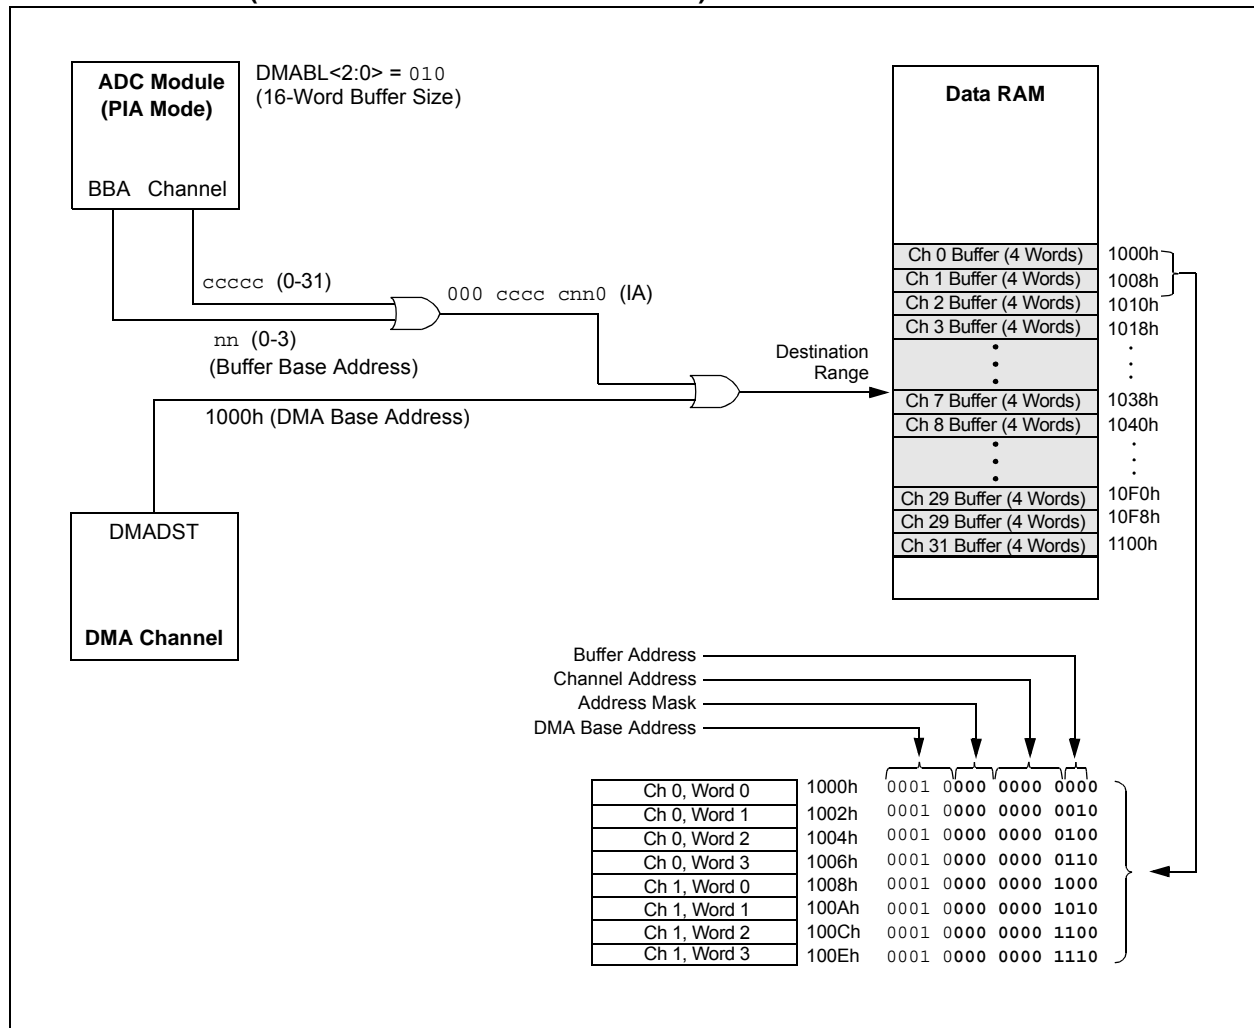 ADC Module
(PIA Mode)
BBA Channel
DMABL<2:0> = 010
(16-Word Buffer Size)
ccccc (0-31)
nn (0-3)
(Buffer Base Address)
000 cccc cnn0 (IA)
1000h (DMA Base Address)
DMADST
DMA Channel
Destination
Range
Data RAM
Ch 0 Buffer (4 Words) 1000h
Ch 1 Buffer (4 Words) 1008h
Ch 2 Buffer (4 Words) 1010h
Ch 3 Buffer (4 Words) 1018h
Ch 7 Buffer (4 Words) 1038h
Ch 8 Buffer (4 Words) 1040h
Ch 29 Buffer (4 Words) 10F0h
Ch 29 Buffer (4 Words) 10F8h
Ch 31 Buffer (4 Words) 1100h
Buffer Address
Channel Address
Address Mask
DMA Base Address
Ch 0, Word 0 1000h 0001 0000 0000 0000
Ch 0, Word 1 1002h 0001 0000 0000 0010
Ch 0, Word 2 1004h 0001 0000 0000 0100
Ch 0, Word 3 1006h 0001 0000 0000 0110
Ch 1, Word 0 1008h 0001 0000 0000 1000
Ch 1, Word 1 100Ah 0001 0000 0000 1010
Ch 1, Word 2 100Ch 0001 0000 0000 1100
Ch 1, Word 3 100Eh 0001 0000 0000 1110